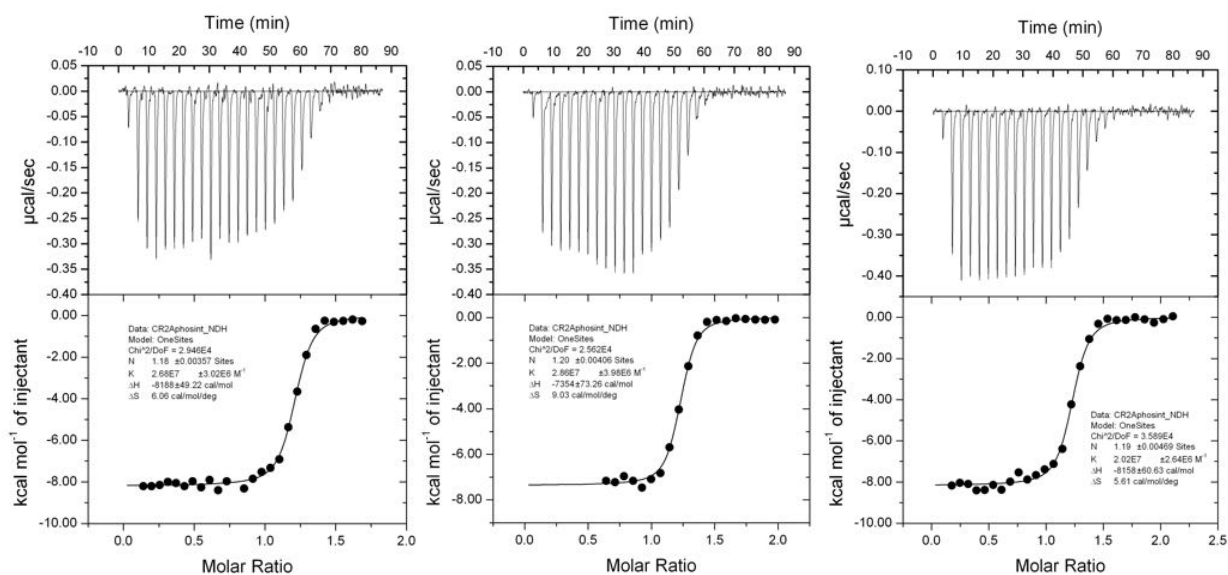 Time (min)
-10 0 10 20 30 40 50 60 70 80 90
0.05
0.00
-0.05
-0.10
-0.15
-0.20
-0.25
-0.30
-0.35
-0.40
µcal/sec
0.00
-2.00
-4.00
-6.00
-8.00
-10.00
kcal mol⁻¹ of injectant
Data: CR2Aphosint_NDH
Model: OneSites
Chi^2/DoF = 2.946E4
N 1.18 ±0.00357 Sites
K 2.68E7 ±3.02E6 M⁻¹
ΔH -8188±49.22 cal/mol
ΔS 6.06 cal/mol/deg
0.0 0.5 1.0 1.5 2.0
Molar Ratio
Time (min)
-10 0 10 20 30 40 50 60 70 80 90
0.05
0.00
-0.05
-0.10
-0.15
-0.20
-0.25
-0.30
-0.35
-0.40
µcal/sec
0.00
-2.00
-4.00
-6.00
-8.00
kcal mol⁻¹ of injectant
Data: CR2Aphosint_NDH
Model: OneSites
Chi^2/DoF = 2.562E4
N 1.20 ±0.00406 Sites
K 2.86E7 ±3.98E6 M⁻¹
ΔH -7354±73.26 cal/mol
ΔS 9.03 cal/mol/deg
0.0 0.5 1.0 1.5 2.0
Molar Ratio
Time (min)
-10 0 10 20 30 40 50 60 70 80 90
0.10
0.00
-0.10
-0.20
-0.30
-0.40
µcal/sec
0.00
-2.00
-4.00
-6.00
-8.00
-10.00
kcal mol⁻¹ of injectant
Data: CR2Aphosint_NDH
Model: OneSites
Chi^2/DoF = 3.589E4
N 1.19 ±0.00469 Sites
K 2.02E7 ±2.64E6 M⁻¹
ΔH -8158±60.63 cal/mol
ΔS 5.61 cal/mol/deg
0.0 0.5 1.0 1.5 2.0 2.5
Molar Ratio